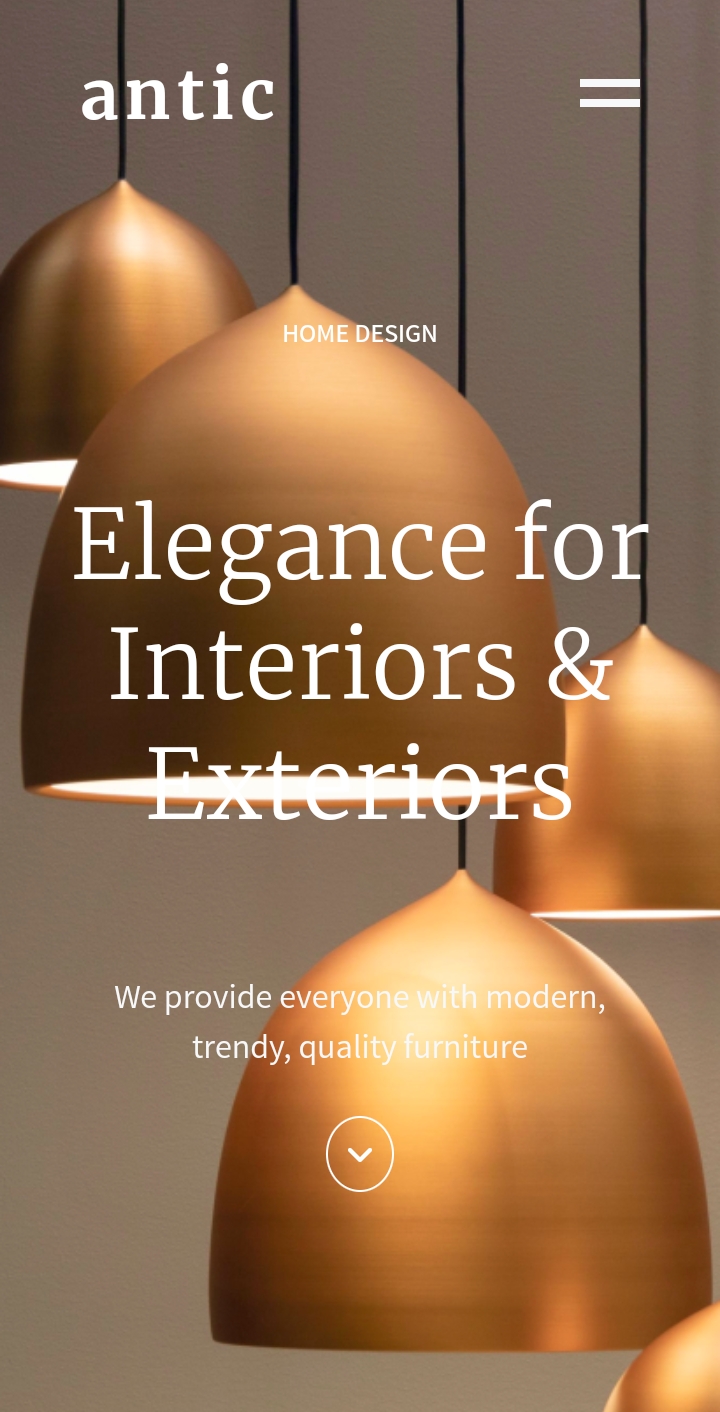 antic
HOME DESIGN
Elegance for
Interiors &
Exteriors
We provide everyone with modern,
trendy, quality furniture